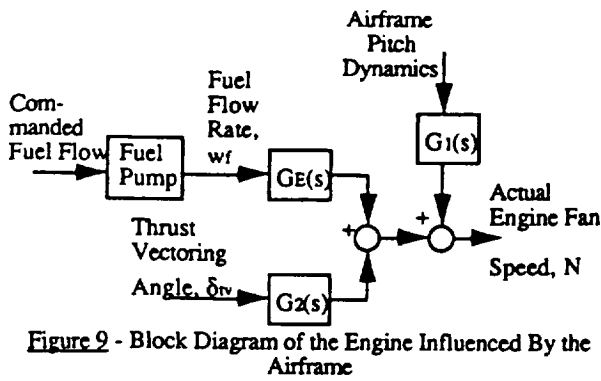 Airframe
Pitch
Dynamics
Com-
manded
Fuel Flow
Fuel
Pump
Fuel
Flow
Rate,
wf
GE(s)
G1(s)
+
+
Actual
Engine Fan
Speed, N
Thrust
Vectoring
Angle, δtv
G2(s)
Figure 9 - Block Diagram of the Engine Influenced By the
Airframe